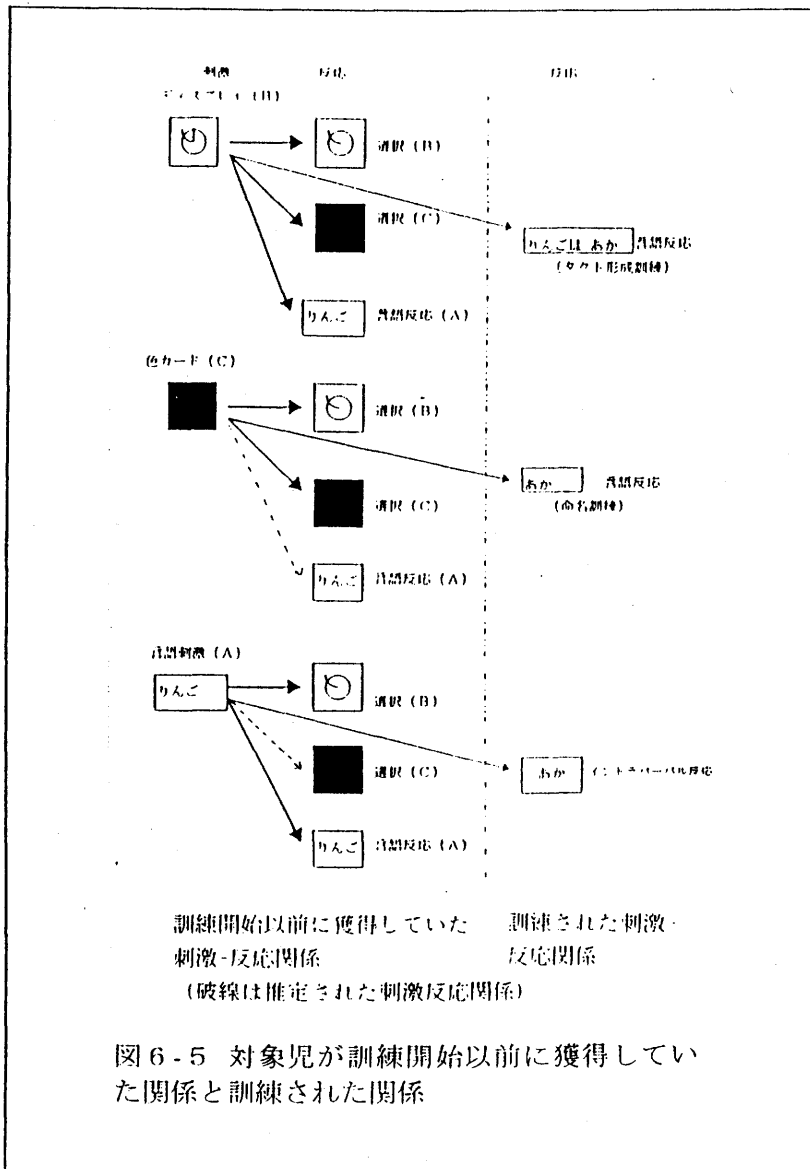 刺激 反応 反応
ディスプレイ (B)
選択 (B)
選択 (C)
りんごは あか 言語反応
(タクト形成訓練)
りんご 言語反応 (A)
色カード (C)
選択 (B)
あか 言語反応
(命名訓練)
選択 (C)
りんご 言語反応 (A)
言語刺激 (A)
りんご
選択 (B)
選択 (C)
あか イントラバーバル反応
りんご 言語反応 (A)
訓練開始以前に獲得していた 訓練された刺激-
刺激-反応関係 反応関係
(破線は推定された刺激反応関係)
図6-5 対象児が訓練開始以前に獲得してい
た関係と訓練された関係